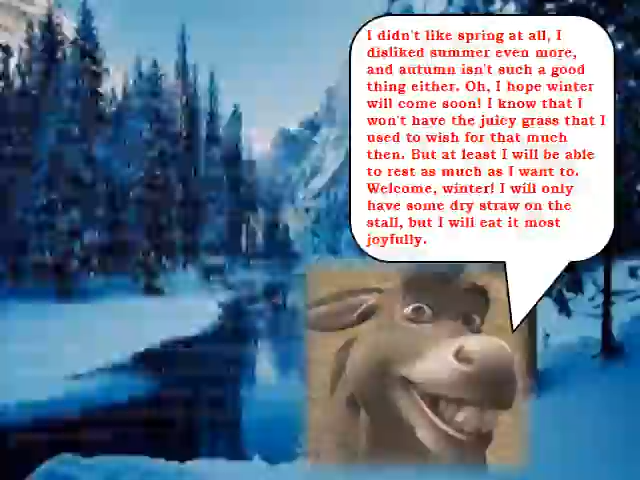 I didn't like spring at all, I
disliked summer even more,
and autumn isn't such a good
thing either. Oh, I hope winter
will come soon! I know that I
won't have the juicy grass that I
used to wish for that much
then. But at least I will be able
to rest as much as I want to.
Welcome, winter! I will only
have some dry straw on the
stall, but I will eat it most
joyfully.